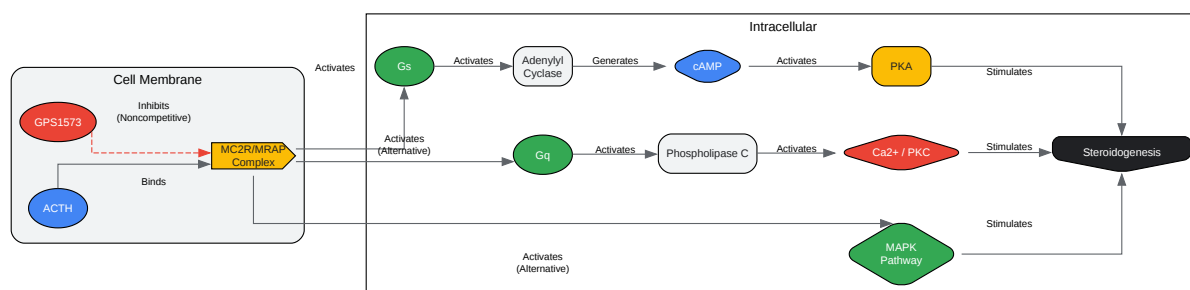 Intracellular
Cell Membrane
Activates
Gs
Activates
Adenylyl
Cyclase
Generates
cAMP
Activates
PKA
Stimulates
GPS1573
Inhibits
(Noncompetitive)
MC2R/MRAP
Complex
Activates
(Alternative)
Gq
Activates
Phospholipase C
Activates
Ca2+ / PKC
Stimulates
Steroidogenesis
Binds
ACTH
MAPK
Pathway
Stimulates
Activates
(Alternative)